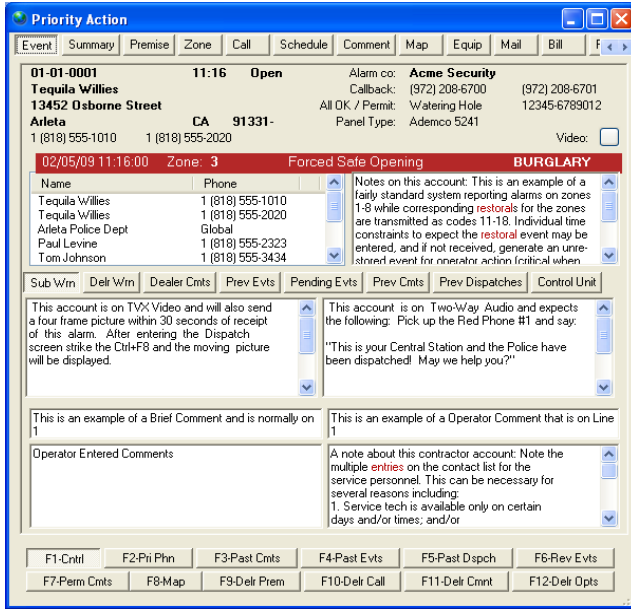 Priority Action
Event Summary Premise Zone Call Schedule Comment Map Equip Mail Bill
01-01-0001 11:16 Open Alarm co: Acme Security
Tequila Willies Callback: (972) 208-6700 (972) 208-6701
13452 Osborne Street All OK / Permit: Watering Hole 12345-6789012
Arleta CA 91331- Panel Type: Ademco 5241
1 (818) 555-1010 1 (818) 555-2020 Video:
02/05/09 11:16:00 Zone: 3 Forced Safe Opening BURGLARY
Name Phone
Tequila Willies 1 (818) 555-1010
Tequila Willies 1 (818) 555-2020
Arleta Police Dept Global
Paul Levine 1 (818) 555-2323
Tom Johnson 1 (818) 555-3434
Notes on this account: This is an example of a
fairly standard system reporting alarms on zones
1-8 while corresponding restorals for the zones
are transmitted as codes 11-18. Individual time
constraints to expect the restoral event may be
entered, and if not received, generate an unre-
stored event for operator action (critical when
Sub Wrn Delr Wrn Dealer Cmts Prev Evts Pending Evts Prev Cmts Prev Dispatches Control Unit
This account is on TVX Video and will also send
a four frame picture within 30 seconds of receipt
of this alarm. After entering the Dispatch
screen strike the Ctrl+F8 and the moving picture
will be displayed.
This account is on Two-Way Audio and expects
the following: Pick up the Red Phone #1 and say:
"This is your Central Station and the Police have
been dispatched! May we help you?"
This is an example of a Brief Comment and is normally on
1
This is an example of a Operator Comment that is on Line
1
Operator Entered Comments
A note about this contractor account: Note the
multiple entries on the contact list for the
service personnel. This can be necessary for
several reasons including:
1. Service tech is available only on certain
days and/or times; and/or
F1-Cntrl F2-Pri Phn F3-Past Cmts F4-Past Evts F5-Past Dspch F6-Rev Evts
F7-Perm Cmts F8-Map F9-Delr Prem F10-Delr Call F11-Delr Cmnt F12-Delr Opts